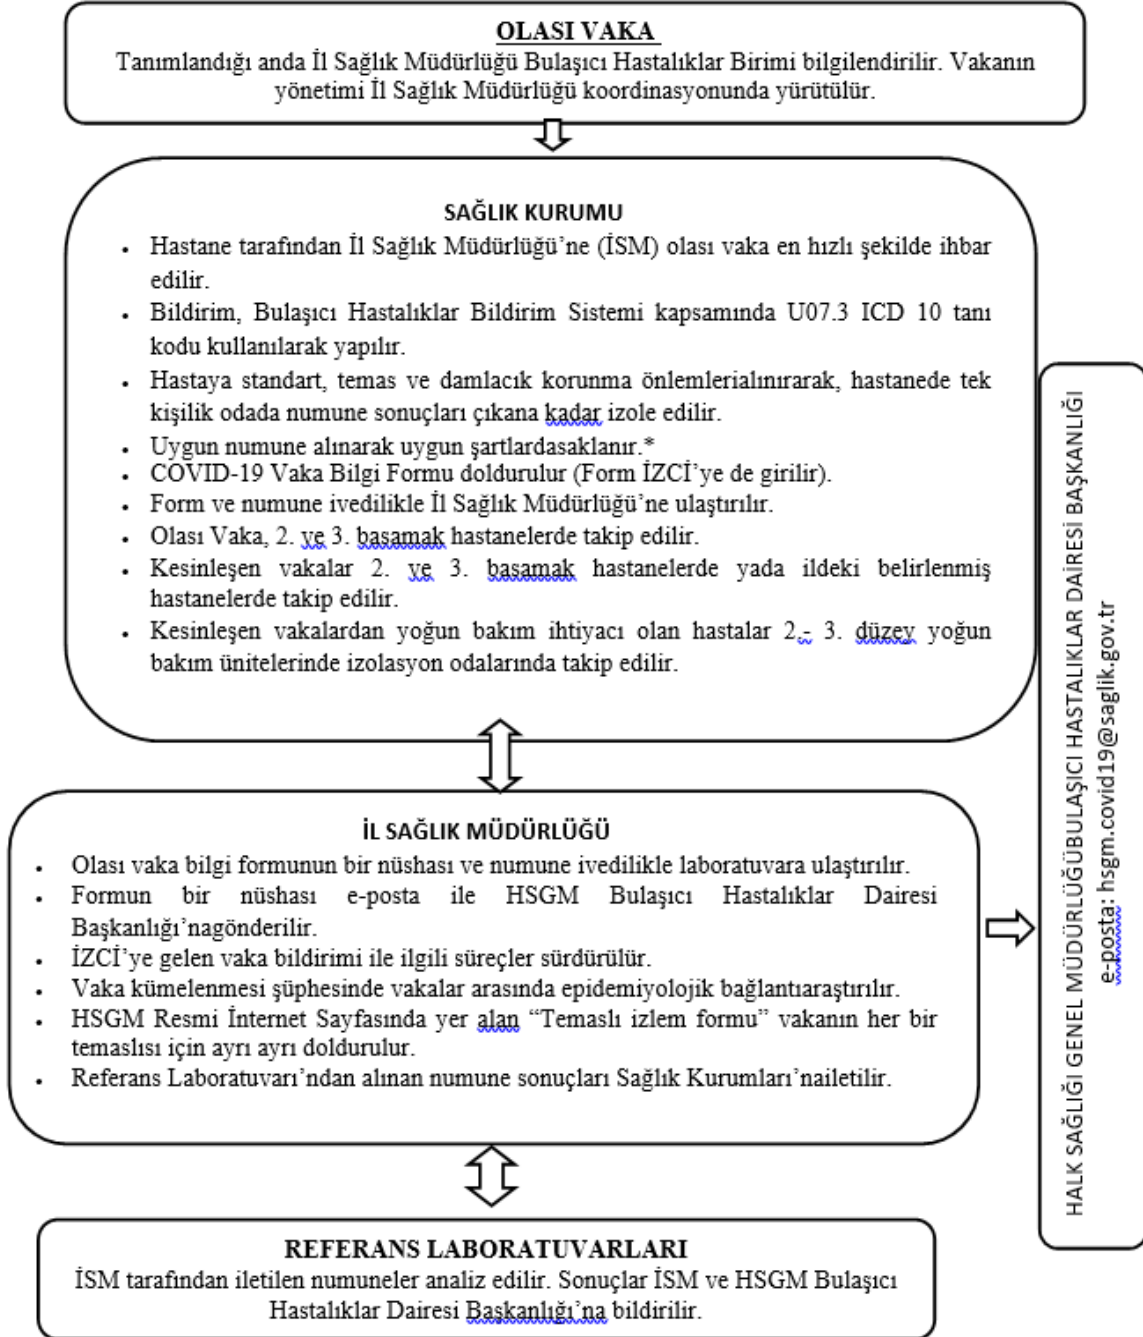 OLASI VAKA
Tanımlandığı anda İl Sağlık Müdürlüğü Bulaşıcı Hastalıklar Birimi bilgilendirilir. Vakanın
yönetimi İl Sağlık Müdürlüğü koordinasyonunda yürütülür.
SAĞLIK KURUMU
• Hastane tarafından İl Sağlık Müdürlüğü’ne (İSM) olası vaka en hızlı şekilde ihbar
edilir.
• Bildirim, Bulaşıcı Hastalıklar Bildirim Sistemi kapsamında U07.3 ICD 10 tanı
kodu kullanılarak yapılır.
• Hastaya standart, temas ve damlacık korunma önlemlerialınırarak, hastanede tek
kişilik odada numune sonuçları çıkana kadar izole edilir.
• Uygun numune alınarak uygun şartlardasaklanır.*
• COVID-19 Vaka Bilgi Formu doldurulur (Form İZCİ’ye de girilir).
• Form ve numune ivedilikle İl Sağlık Müdürlüğü’ne ulaştırılır.
• Olası Vaka, 2. ve 3. basamak hastanelerde takip edilir.
• Kesinleşen vakalar 2. ve 3. basamak hastanelerde yada ildeki belirlenmiş
hastanelerde takip edilir.
• Kesinleşen vakalardan yoğun bakım ihtiyacı olan hastalar 2.- 3. düzey yoğun
bakım ünitelerinde izolasyon odalarında takip edilir.
İL SAĞLIK MÜDÜRLÜĞÜ
• Olası vaka bilgi formunun bir nüshası ve numune ivedilikle laboratuvara ulaştırılır.
• Formun bir nüshası e-posta ile HSGM Bulaşıcı Hastalıklar Dairesi
Başkanlığı’nagönderilir.
• İZCİ’ye gelen vaka bildirimi ile ilgili süreçler sürdürülür.
• Vaka kümelenmesi şüphesinde vakalar arasında epidemiyolojik bağlantıaraştırılır.
• HSGM Resmi İnternet Sayfasında yer alan “Temaslı izlem formu” vakanın her bir
temaslısı için ayrı ayrı doldurulur.
• Referans Laboratuvarı’ndan alınan numune sonuçları Sağlık Kurumları’nailetilir.
REFERANS LABORATUVARLARI
İSM tarafından iletilen numuneler analiz edilir. Sonuçlar İSM ve HSGM Bulaşıcı
Hastalıklar Dairesi Başkanlığı’na bildirilir.
HALK SAĞLIĞI GENEL MÜDÜRLÜĞÜBULAŞICI HASTALIKLAR DAİRESİ BAŞKANLIĞI
e-posta: hsgm.covid19@saglik.gov.tr